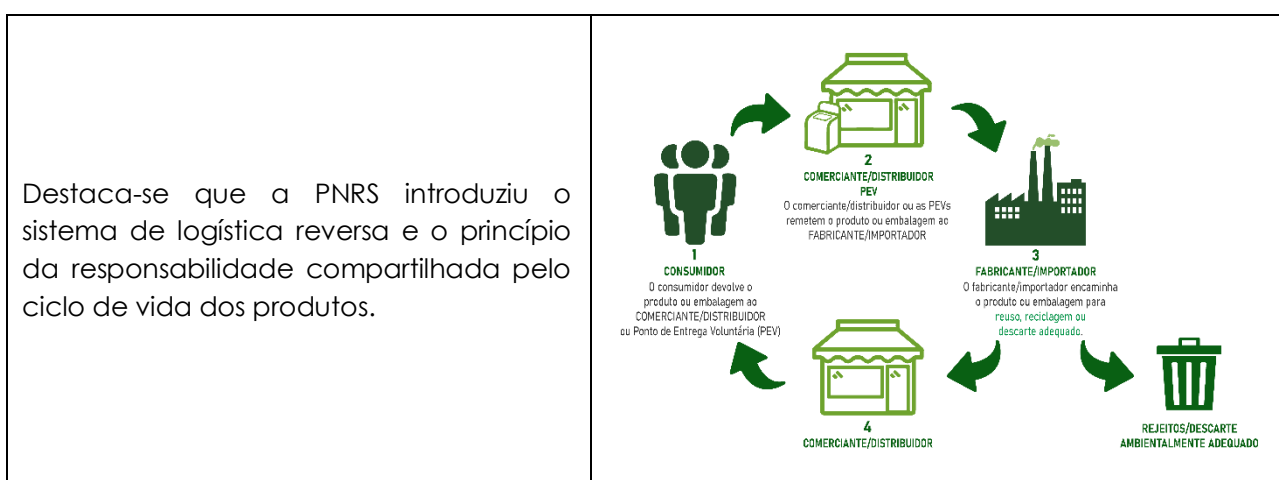 Destaca-se que a PNRS introduziu o
sistema de logística reversa e o princípio
da responsabilidade compartilhada pelo
ciclo de vida dos produtos.
1
CONSUMIDOR
O consumidor devolve o
produto ou embalagem ao
COMERCIANTE/DISTRIBUIDOR
ou Ponto de Entrega Voluntária (PEV)
2
COMERCIANTE/DISTRIBUIDOR
PEV
O comerciante/distribuidor ou as PEVs
remetem o produto ou embalagem ao
FABRICANTE/IMPORTADOR
3
FABRICANTE/IMPORTADOR
O fabricante/importador encaminha
o produto ou embalagem para
reuso, reciclagem ou
descarte adequado.
4
COMERCIANTE/DISTRIBUIDOR
REJEITOS/DESCARTE
AMBIENTALMENTE ADEQUADO